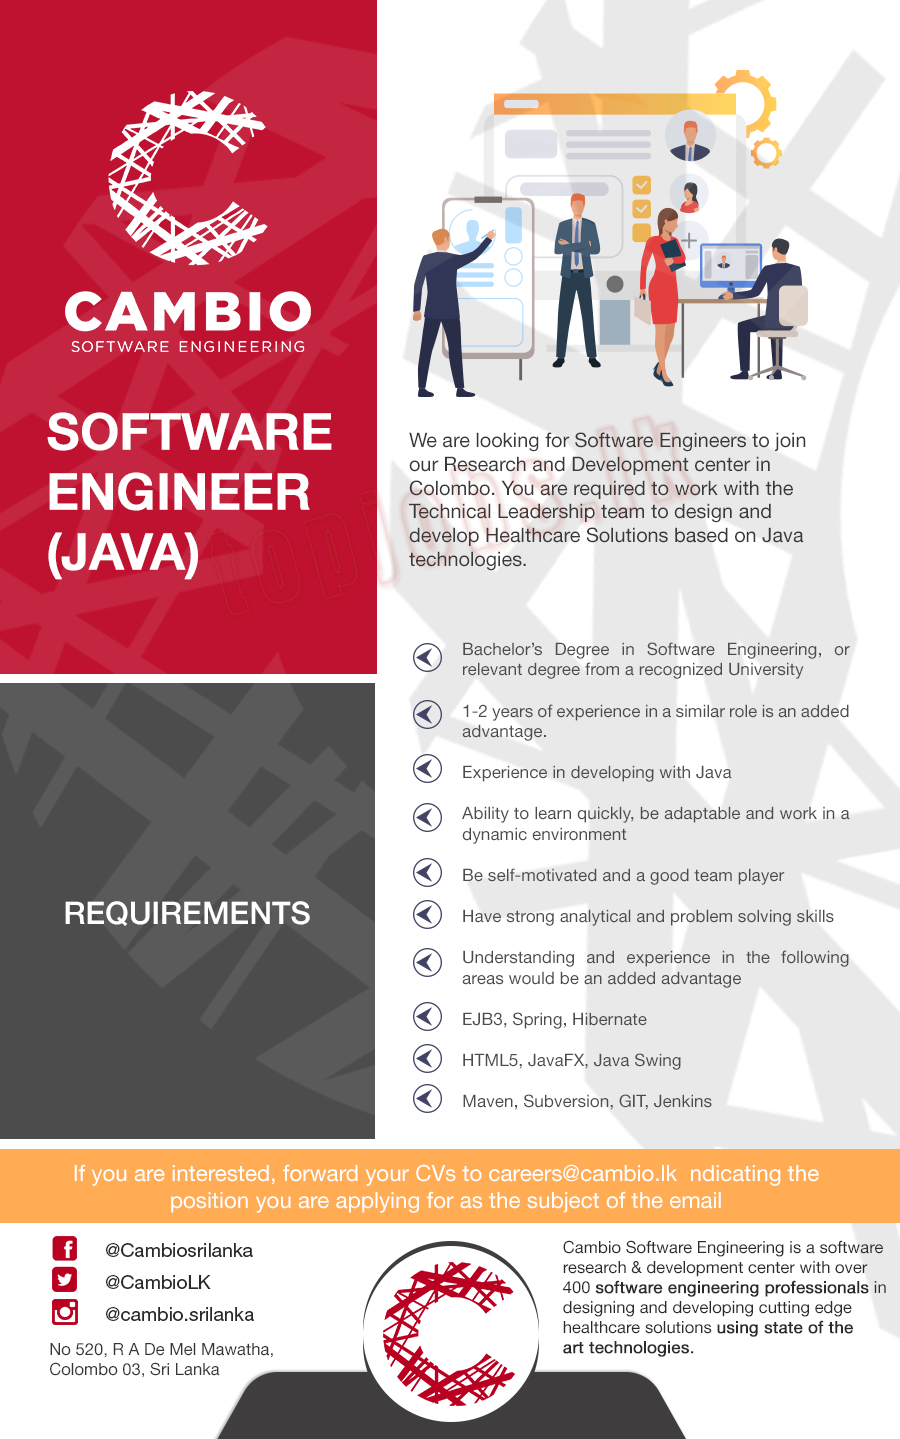 CAMBIO
SOFTWARE ENGINEERING
SOFTWARE
ENGINEER
(JAVA)
topjobs.lk
We are looking for Software Engineers to join
our Research and Development center in
Colombo. You are required to work with the
Technical Leadership team to design and
develop Healthcare Solutions based on Java
technologies.
REQUIREMENTS
Bachelor’s Degree in Software Engineering, or
relevant degree from a recognized University
1-2 years of experience in a similar role is an added
advantage.
Experience in developing with Java
Ability to learn quickly, be adaptable and work in a
dynamic environment
Be self-motivated and a good team player
Have strong analytical and problem solving skills
Understanding and experience in the following
areas would be an added advantage
EJB3, Spring, Hibernate
HTML5, JavaFX, Java Swing
Maven, Subversion, GIT, Jenkins
If you are interested, forward your CVs to careers@cambio.lk  ndicating the
position you are applying for as the subject of the email
@Cambiosrilanka
@CambioLK
@cambio.srilanka
No 520, R A De Mel Mawatha,
Colombo 03, Sri Lanka
Cambio Software Engineering is a software
research & development center with over
400 software engineering professionals in
designing and developing cutting edge
healthcare solutions using state of the
art technologies.